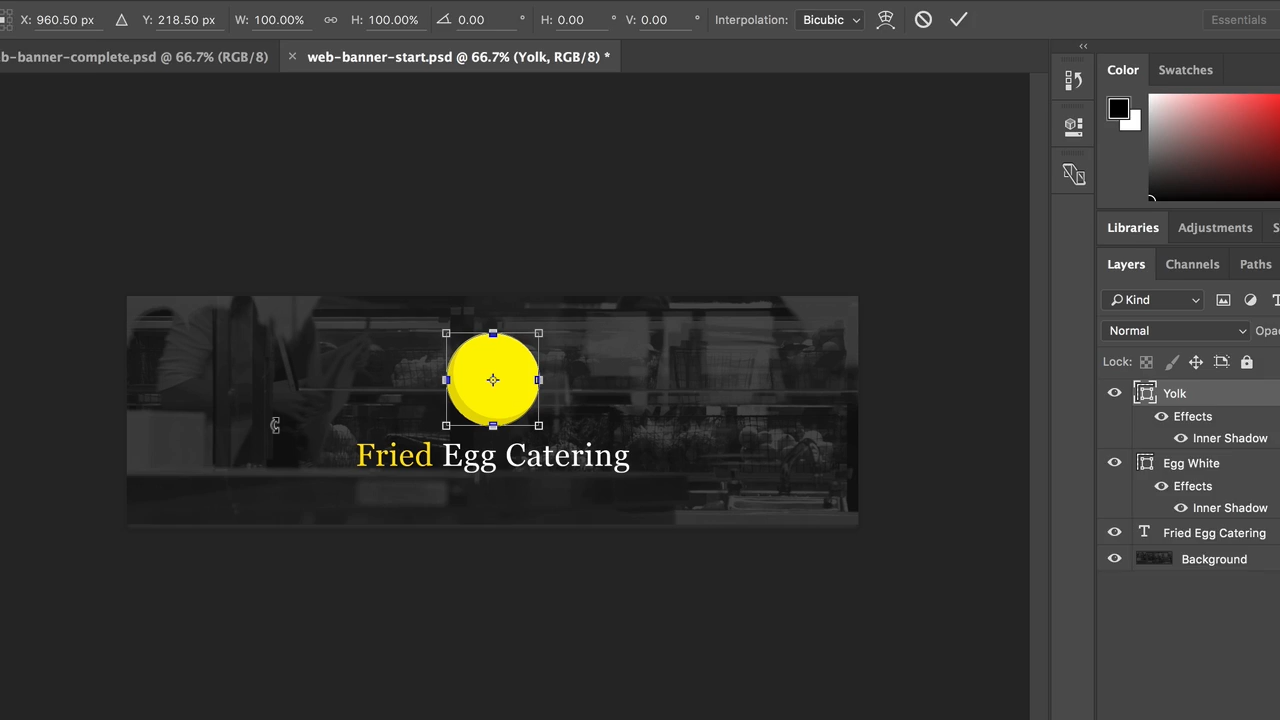 X: 960.50 px Y: 218.50 px W: 100.00% H: 100.00% 0.00 ° H: 0.00 ° V: 0.00 ° Interpolation: Bicubic Essentials
b-banner-complete.psd @ 66.7% (RGB/8) × web-banner-start.psd @ 66.7% (Yolk, RGB/8) *
Color Swatches
Libraries Adjustments S
Layers Channels Paths
Kind T
Normal Opa
Lock:
Yolk
Effects
Inner Shadow
Egg White
Effects
Inner Shadow
T Fried Egg Catering
Background
Fried Egg Catering